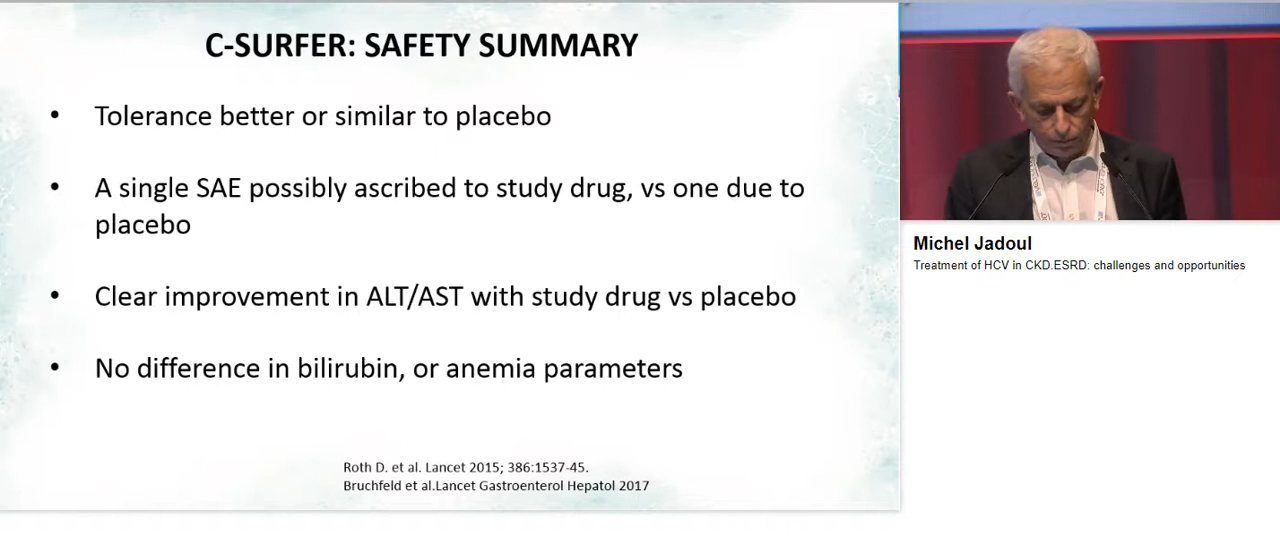 C-SURFER: SAFETY SUMMARY
• Tolerance better or similar to placebo
• A single SAE possibly ascribed to study drug, vs one due to
placebo
• Clear improvement in ALT/AST with study drug vs placebo
• No difference in bilirubin, or anemia parameters
Roth D. et al. Lancet 2015; 386:1537-45.
Bruchfeld et al.Lancet Gastroenterol Hepatol 2017
Michel Jadoul
Treatment of HCV in CKD.ESRD: challenges and opportunities